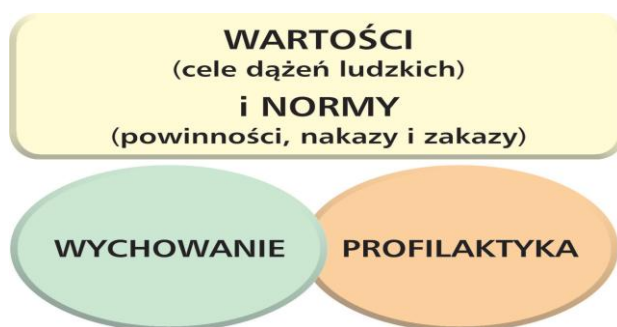 WARTOŚCI
(cele dążeń ludzkich)
i NORMY
(powinności, nakazy i zakazy)
WYCHOWANIE
PROFILAKTYKA